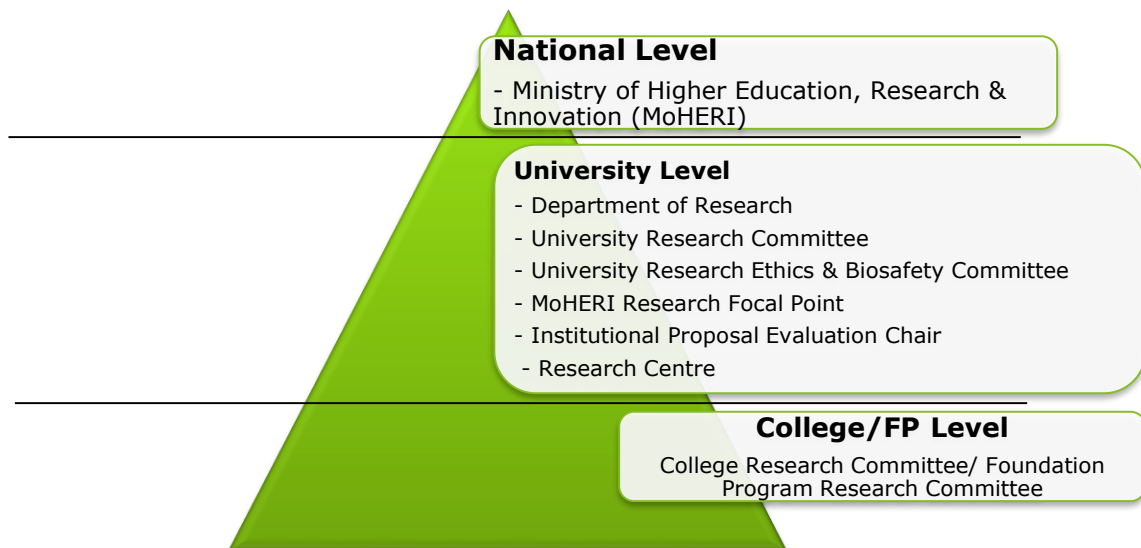 National Level
- Ministry of Higher Education, Research &
Innovation (MoHERI)
University Level
- Department of Research
- University Research Committee
- University Research Ethics & Biosafety Committee
- MoHERI Research Focal Point
- Institutional Proposal Evaluation Chair
- Research Centre
College/FP Level
College Research Committee/ Foundation
Program Research Committee